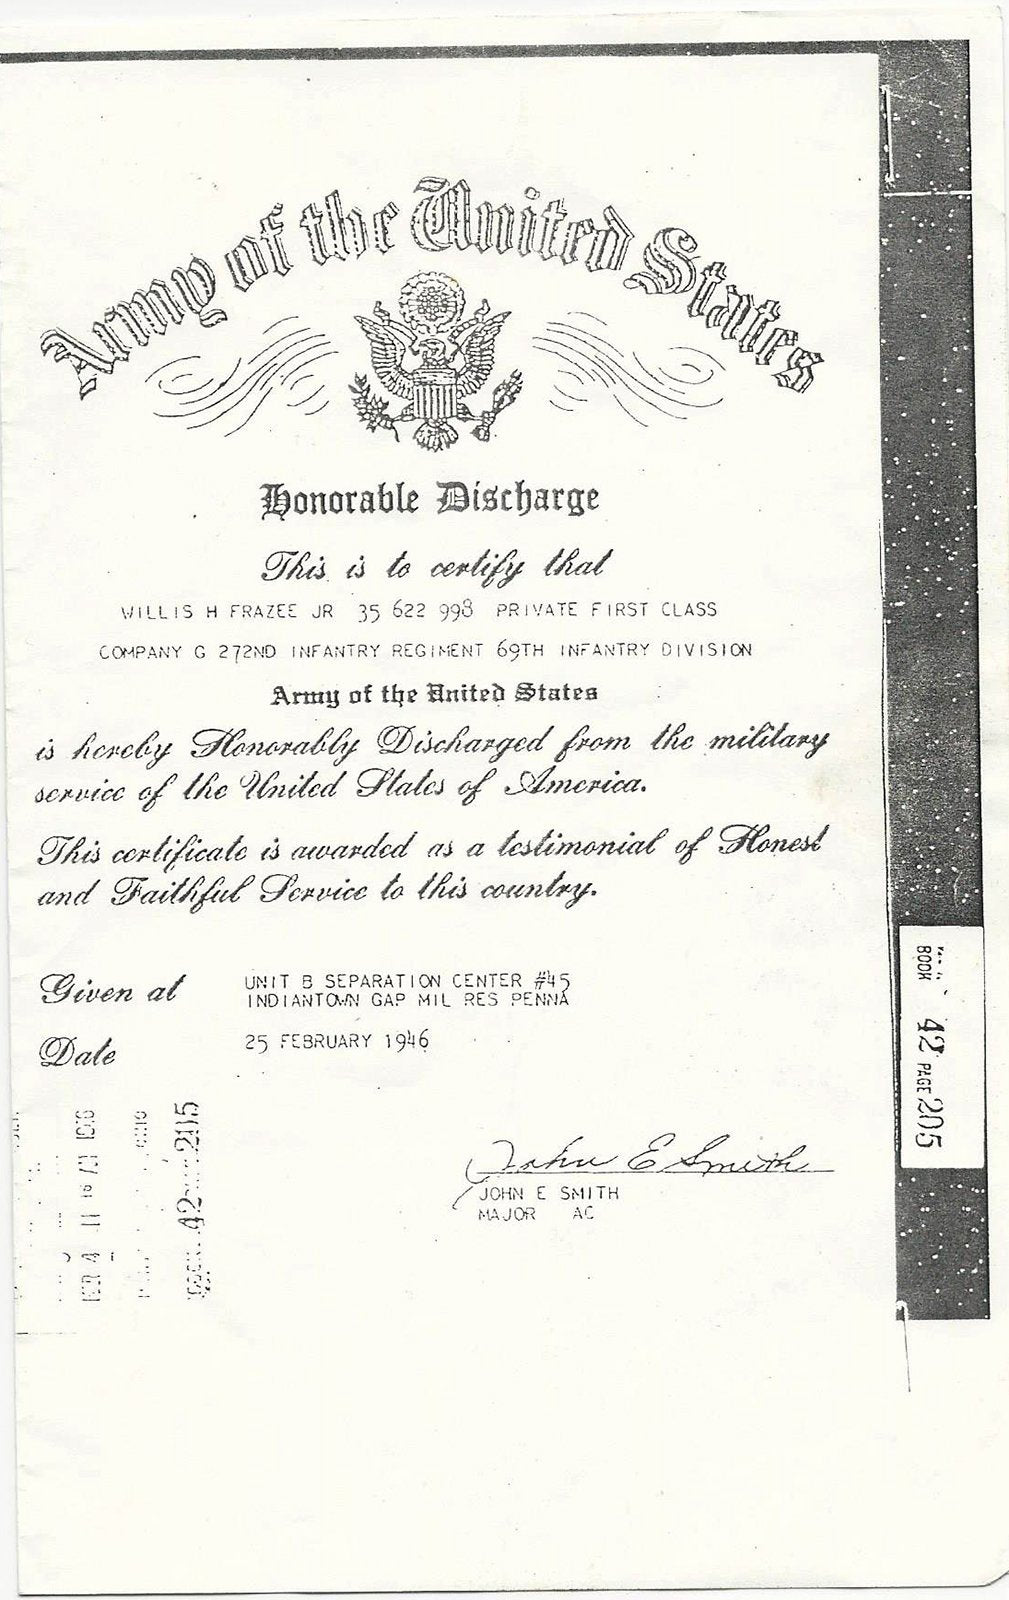 Army of the United States
Honorable Discharge
This is to certify that
WILLIS H FRAZEE JR 35 622 998 PRIVATE FIRST CLASS
COMPANY G 272ND INFANTRY REGIMENT 69TH INFANTRY DIVISION
Army of the United States
is hereby Honorably Discharged from the military
service of the United States of America.
This certificate is awarded as a testimonial of Honest
and Faithful Service to this country.
Given at UNIT B SEPARATION CENTER #45
INDIANTOWN GAP MIL RES PENNA
Date 25 FEBRUARY 1946
John E Smith
JOHN E SMITH
MAJOR AC
BOOK 42 PAGE 205
42 205